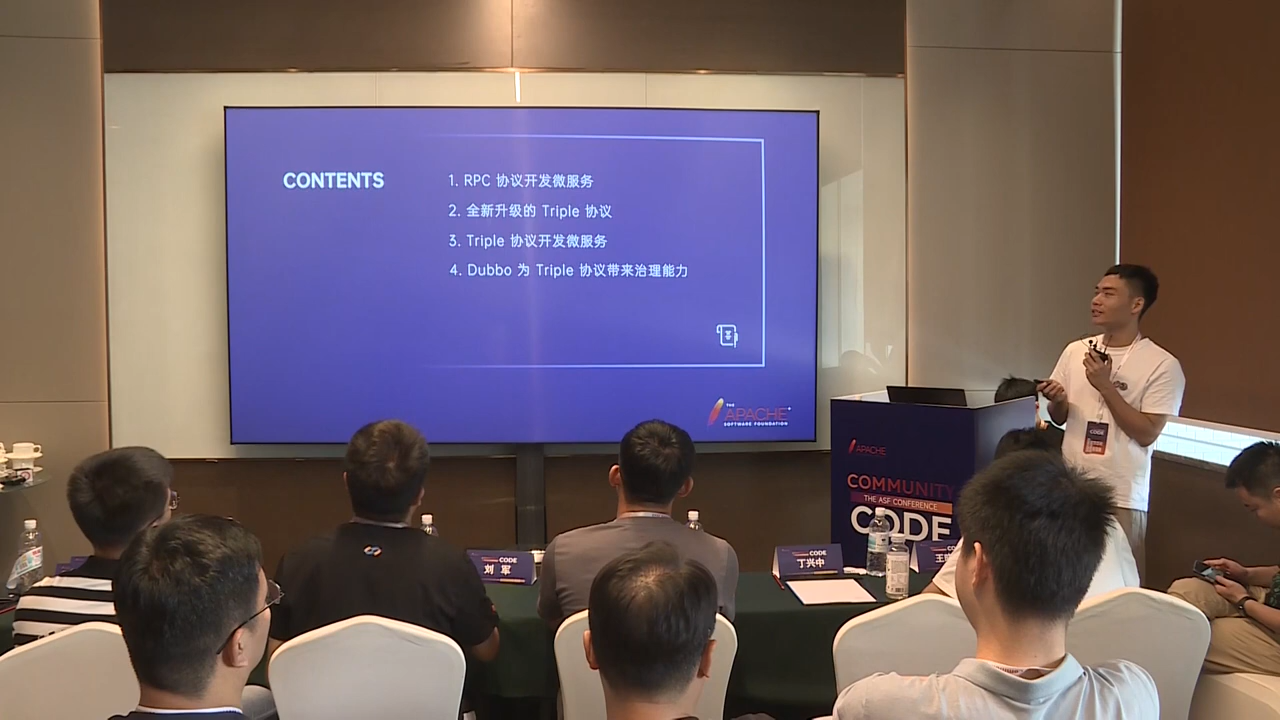 CONTENTS
1. RPC 协议开发微服务
2. 全新升级的 Triple 协议
3. Triple 协议开发微服务
4. Dubbo 为 Triple 协议带来治理能力
THE
APACHE
SOFTWARE FOUNDATION
APACHE
COMMUNITY
THE ASF CONFERENCE
CODE
CODE
刘 军
CODE
丁兴中
CODE